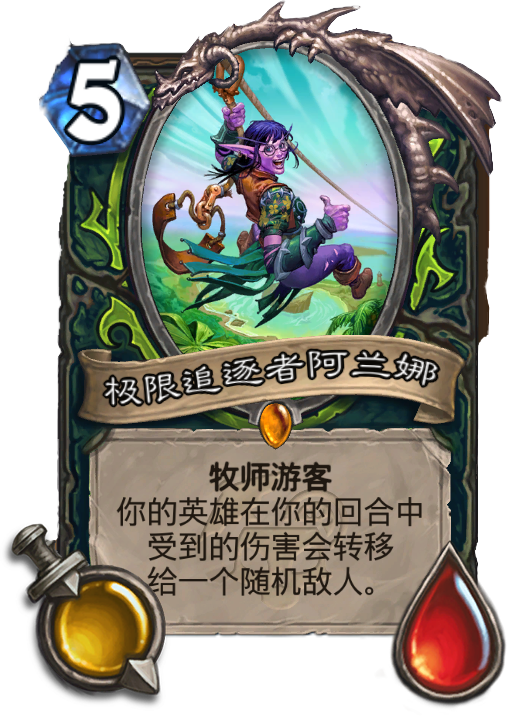 5
极限追逐者阿兰娜
牧师游客
你的英雄在你的回合中
受到的伤害会转移
给一个随机敌人。